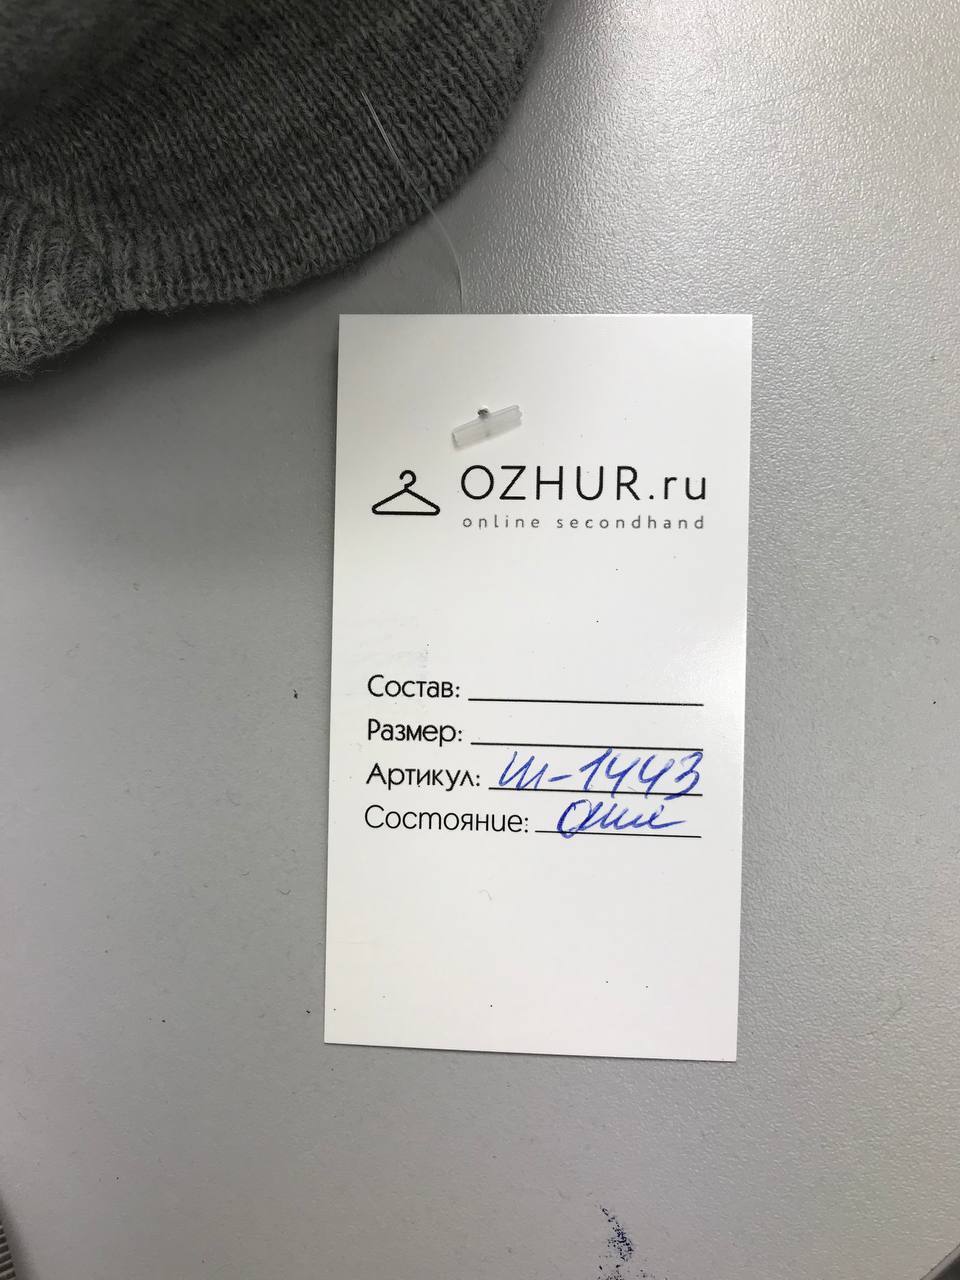 OZHUR.ru
online secondhand
Состав:
Размер:
Артикул: Ш-1443
Состояние: